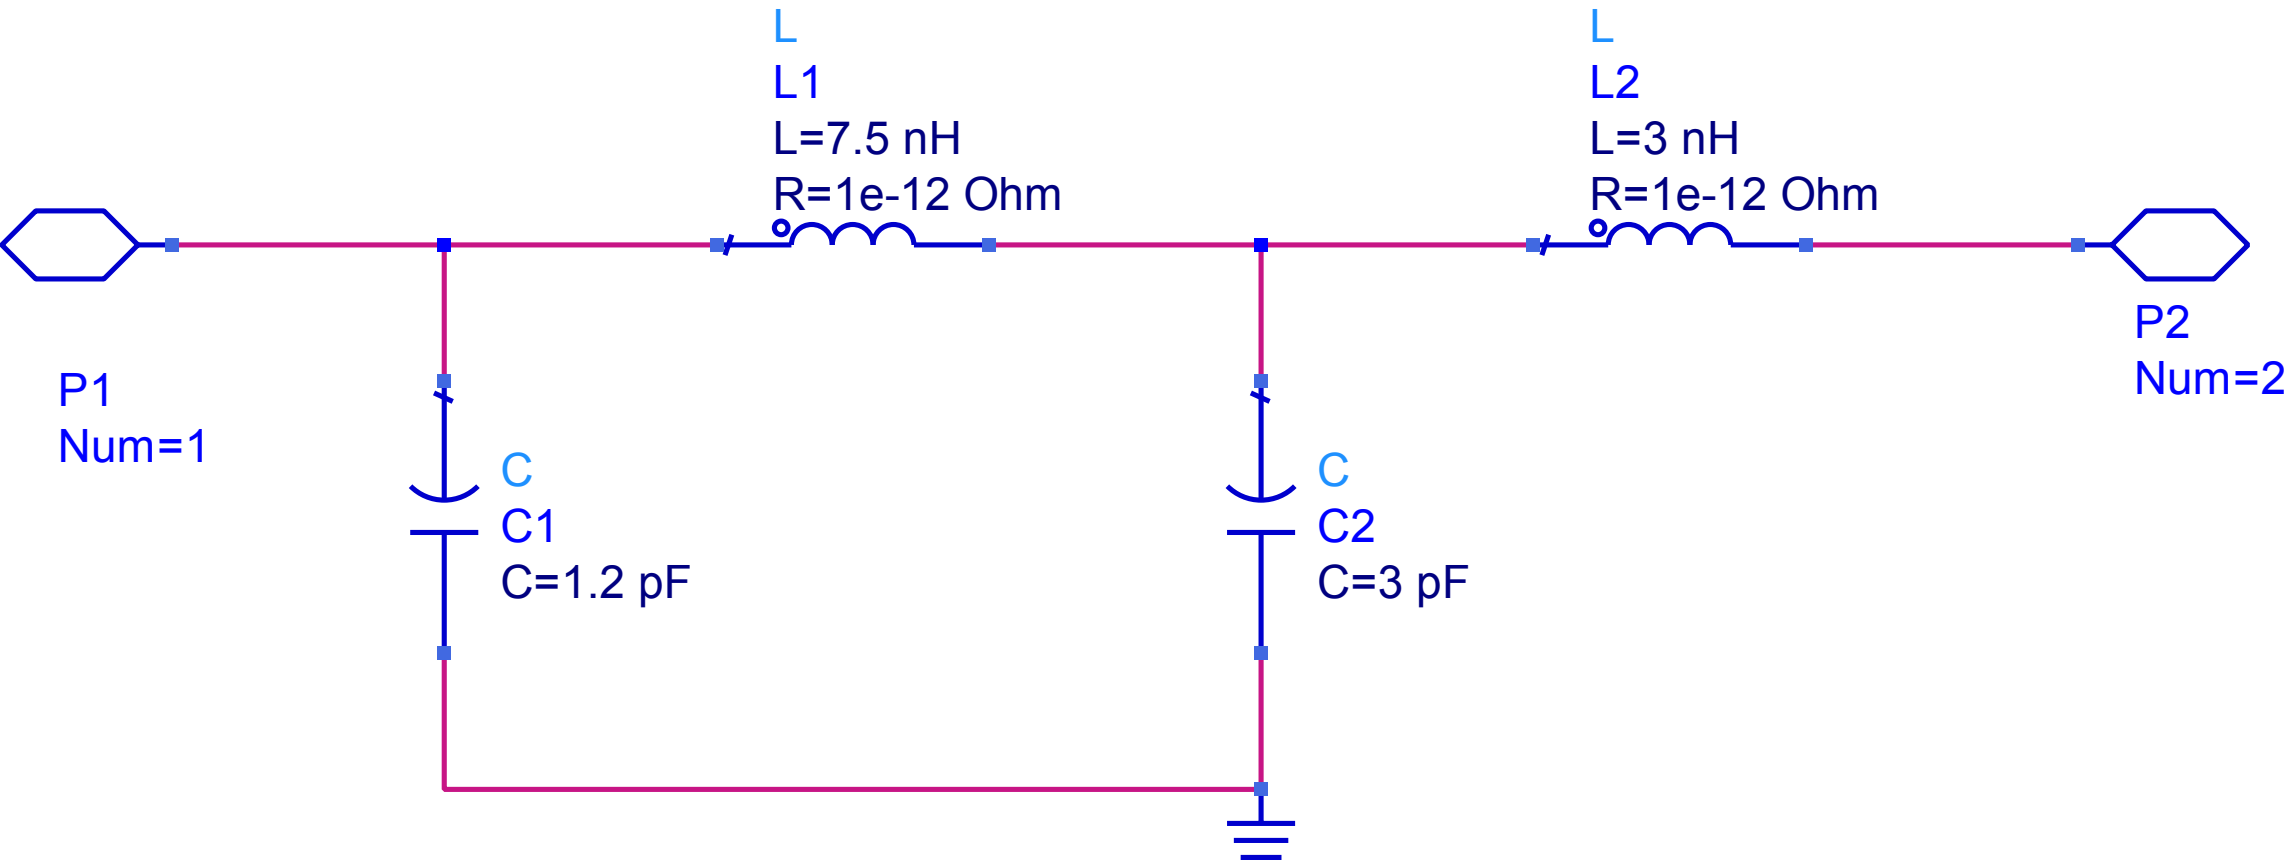 L
L1
L=7.5 nH
R=1e-12 Ohm
L
L2
L=3 nH
R=1e-12 Ohm
P1
Num=1
C
C1
C=1.2 pF
C
C2
C=3 pF
P2
Num=2